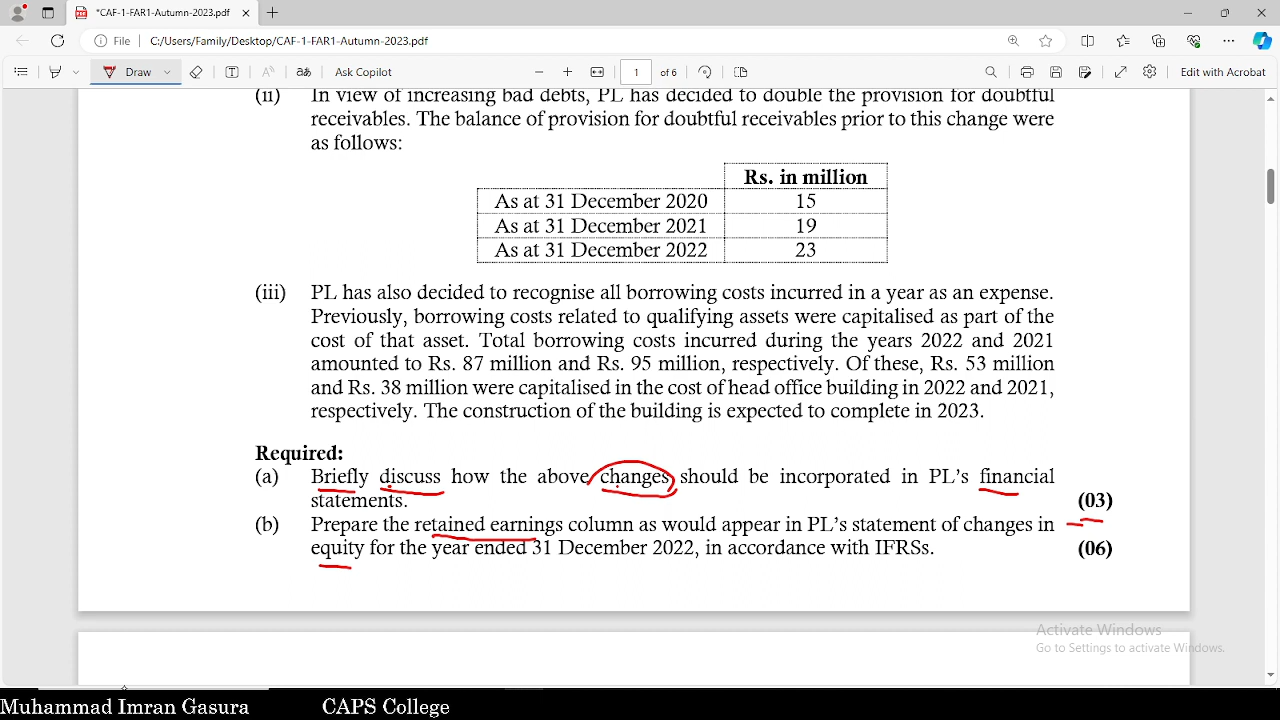 *CAF-1-FAR1-Autumn-2023.pdf
File C:/Users/Family/Desktop/CAF-1-FAR1-Autumn-2023.pdf
Draw Ask Copilot 1 of 6 Edit with Acrobat
(ii) In view of increasing bad debts, PL has decided to double the provision for doubtful
receivables. The balance of provision for doubtful receivables prior to this change were
as follows:
Rs. in million
As at 31 December 2020 15
As at 31 December 2021 19
As at 31 December 2022 23
(iii) PL has also decided to recognise all borrowing costs incurred in a year as an expense.
Previously, borrowing costs related to qualifying assets were capitalised as part of the
cost of that asset. Total borrowing costs incurred during the years 2022 and 2021
amounted to Rs. 87 million and Rs. 95 million, respectively. Of these, Rs. 53 million
and Rs. 38 million were capitalised in the cost of head office building in 2022 and 2021,
respectively. The construction of the building is expected to complete in 2023.
Required:
(a) Briefly discuss how the above changes should be incorporated in PL's financial
statements. (03)
(b) Prepare the retained earnings column as would appear in PL's statement of changes in
equity for the year ended 31 December 2022, in accordance with IFRSs. (06)
Activate Windows
Go to Settings to activate Windows.
Muhammad Imran Gasura CAPS College